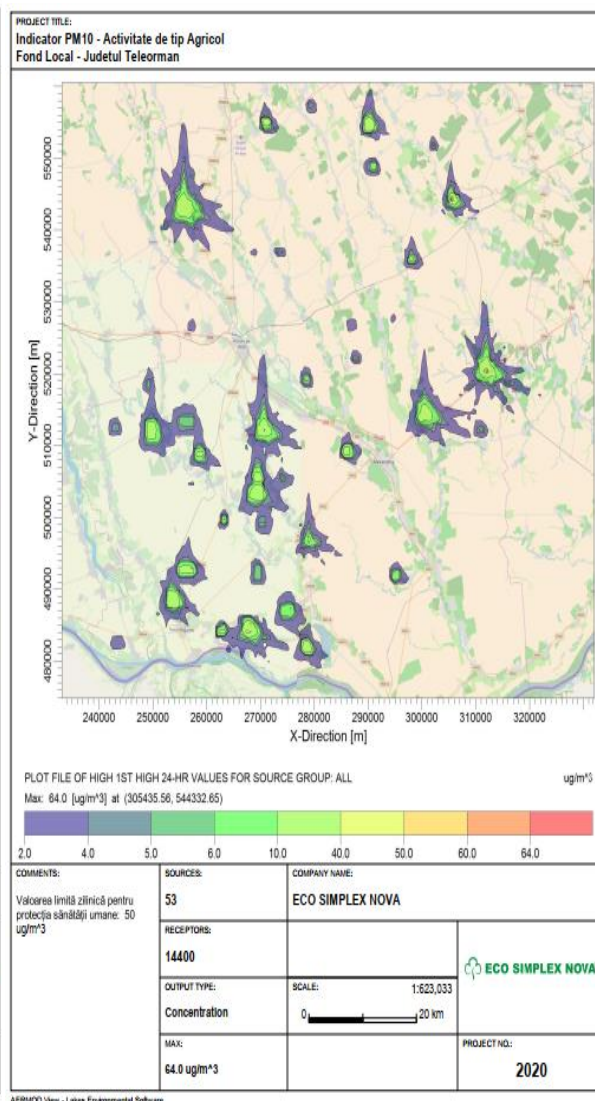 PROJECT TITLE:
Indicator PM10 - Activitate de tip Agricol
Fond Local - Judetul Teleorman
Y-Direction [m]
550000
540000
530000
520000
510000
500000
490000
480000
240000 250000 260000 270000 280000 290000 300000 310000 320000
X-Direction [m]
PLOT FILE OF HIGH 1ST HIGH 24-HR VALUES FOR SOURCE GROUP: ALL
ug/m^3
Max: 64.0 [ug/m^3] at (305435.56, 544332.65)
2.0 4.0 5.0 6.0 10.0 40.0 50.0 60.0 64.0
COMMENTS:
Valoarea limită zilnică pentru
protecția sănătății umane: 50
ug/m^3
SOURCES:
53
COMPANY NAME:
ECO SIMPLEX NOVA
RECEPTORS:
14400
ECO SIMPLEX NOVA
OUTPUT TYPE:
Concentration
SCALE:
1:623,033
0 20 km
MAX:
64.0 ug/m^3
PROJECT NO.:
2020
AERMOD View - Lakes Environmental Software